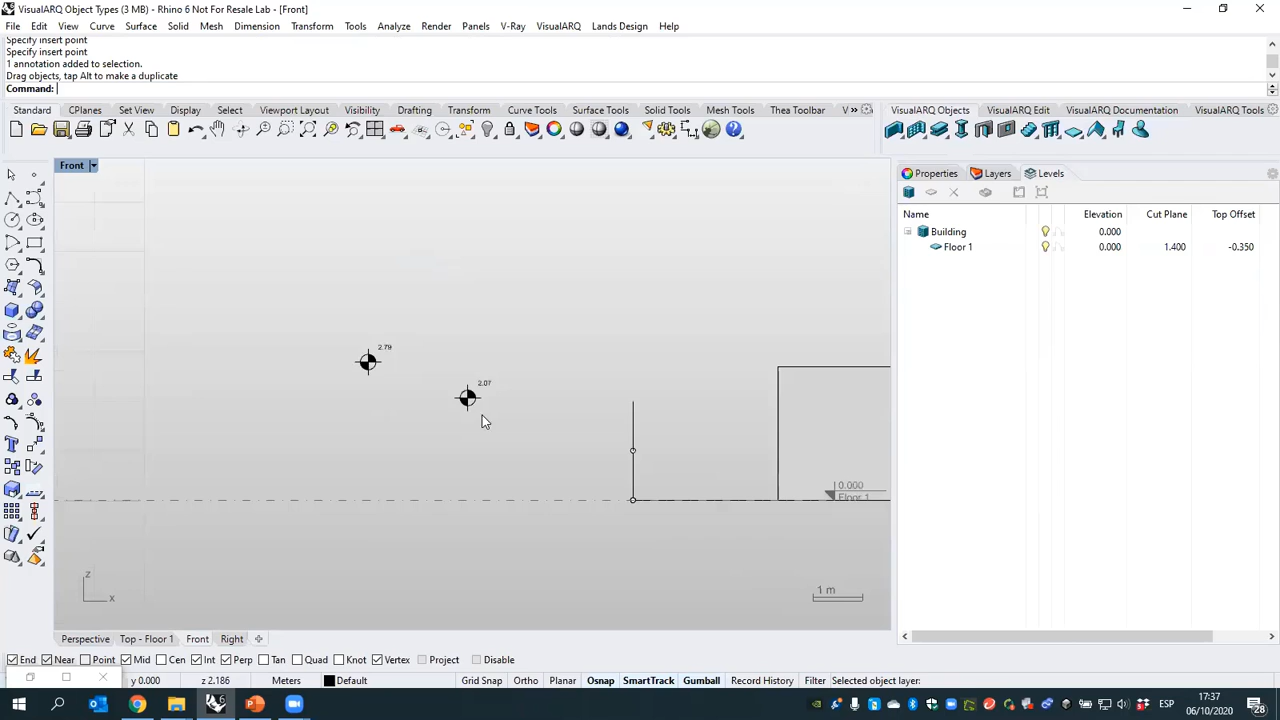 VisualARQ Object Types (3 MB) - Rhino 6 Not For Resale Lab - [Front]
File Edit View Curve Surface Solid Mesh Dimension Transform Tools Analyze Render Panels V-Ray VisualARQ Lands Design Help
Specify insert point
Specify insert point
1 annotation added to selection.
Drag objects, tap Alt to make a duplicate
Command:
Standard CPlanes Set View Display Select Viewport Layout Visibility Drafting Transform Curve Tools Surface Tools Solid Tools Mesh Tools Thea Toolbar V »
VisualARQ Objects VisualARQ Edit VisualARQ Documentation VisualARQ Tools
Front
Properties Layers Levels
Name Elevation Cut Plane Top Offset
Building 0.000
Floor 1 0.000 1.400 -0.350
2.79
2.07
0.000
Floor 1
z
x
1 m
Perspective Top - Floor 1 Front Right
End Near Point Mid Cen Int Perp Tan Quad Knot Vertex Project Disable
y 0.000 z 2.186 Meters Default Grid Snap Ortho Planar Osnap SmartTrack Gumball Record History Filter Selected object layer:
ESP
17:37
06/10/2020
28